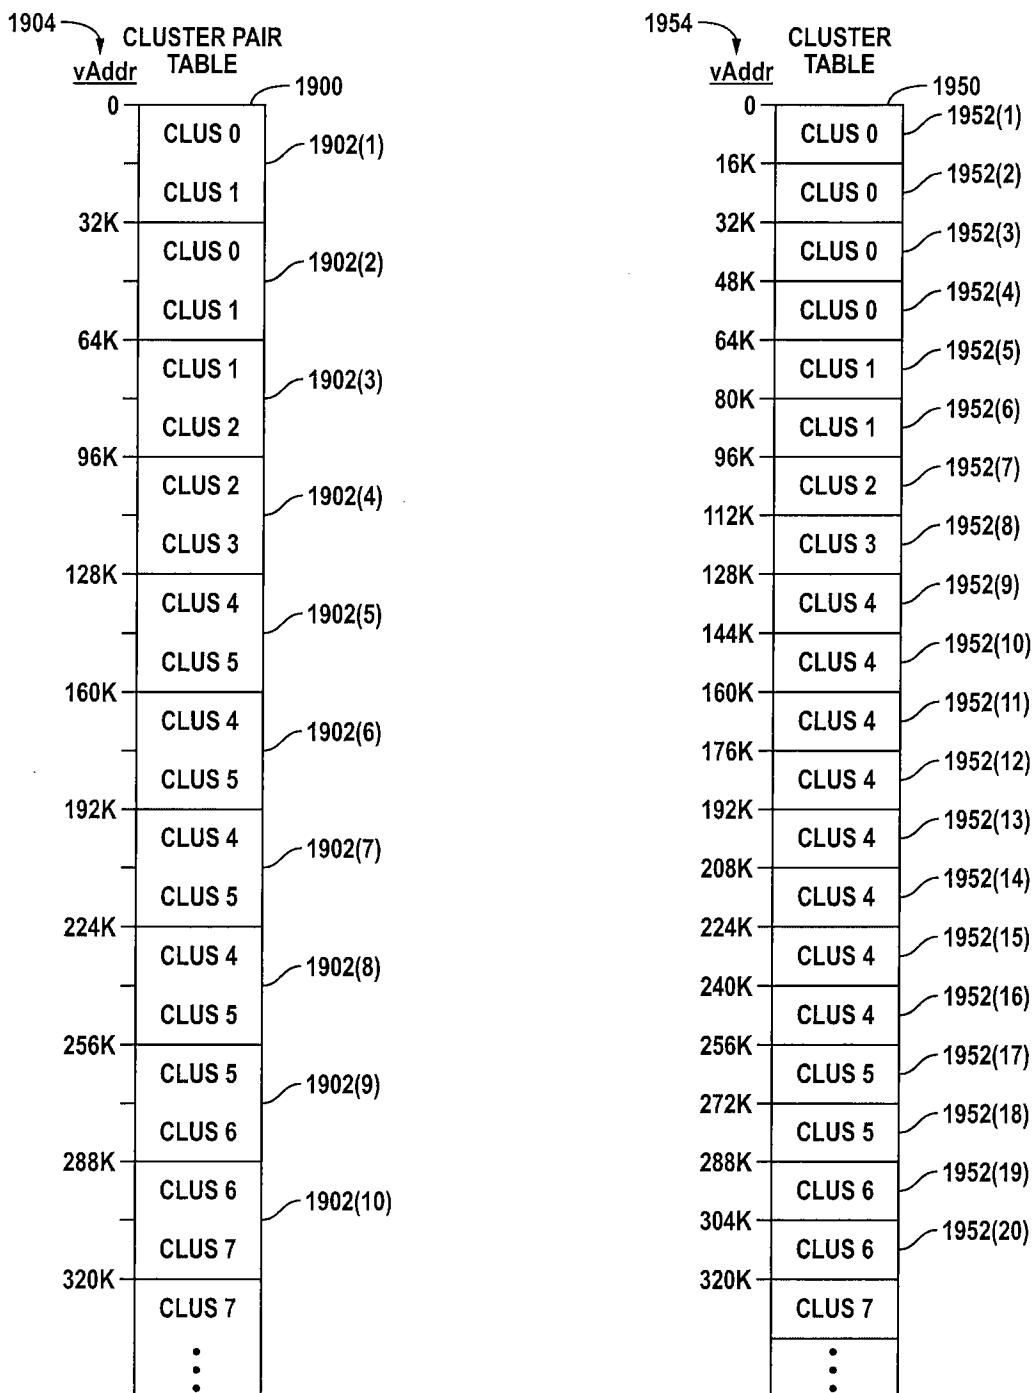 1904
CLUSTER PAIR
TABLE
vAddr
1900
0
CLUS 0
1902(1)
CLUS 1
32K
CLUS 0
1902(2)
CLUS 1
64K
CLUS 1
1902(3)
CLUS 2
96K
CLUS 2
1902(4)
CLUS 3
128K
CLUS 4
1902(5)
CLUS 5
160K
CLUS 4
1902(6)
CLUS 5
192K
CLUS 4
1902(7)
CLUS 5
224K
CLUS 4
1902(8)
CLUS 5
256K
CLUS 5
1902(9)
CLUS 6
288K
CLUS 6
1902(10)
CLUS 7
320K
CLUS 7
1954
CLUSTER
TABLE
vAddr
1950
0
CLUS 0
1952(1)
16K
CLUS 0
1952(2)
32K
CLUS 0
1952(3)
48K
CLUS 0
1952(4)
64K
CLUS 1
1952(5)
80K
CLUS 1
1952(6)
96K
CLUS 2
1952(7)
112K
CLUS 3
1952(8)
128K
CLUS 4
1952(9)
144K
CLUS 4
1952(10)
160K
CLUS 4
1952(11)
176K
CLUS 4
1952(12)
192K
CLUS 4
1952(13)
208K
CLUS 4
1952(14)
224K
CLUS 4
1952(15)
240K
CLUS 4
1952(16)
256K
CLUS 5
1952(17)
272K
CLUS 5
1952(18)
288K
CLUS 6
1952(19)
304K
CLUS 6
1952(20)
320K
CLUS 7